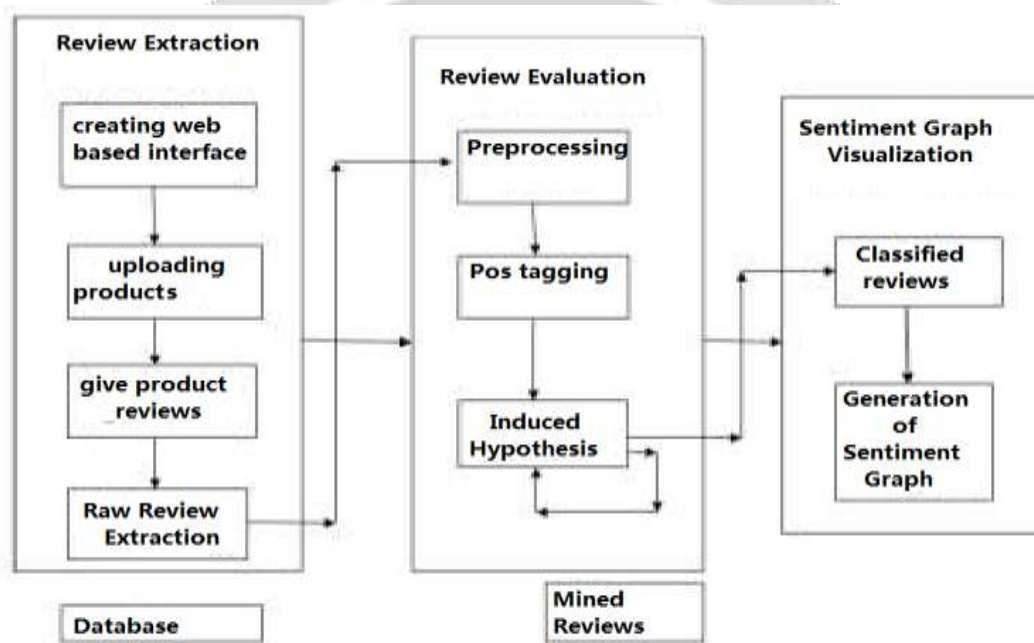 Review Extraction
creating web
based interface
uploading
products
give product
_reviews
Raw Review
Extraction
Database
Review Evaluation
Preprocessing
Pos tagging
Induced
Hypothesis
Mined
Reviews
Sentiment Graph
Visualization
Classified
reviews
Generation
of
Sentiment
Graph